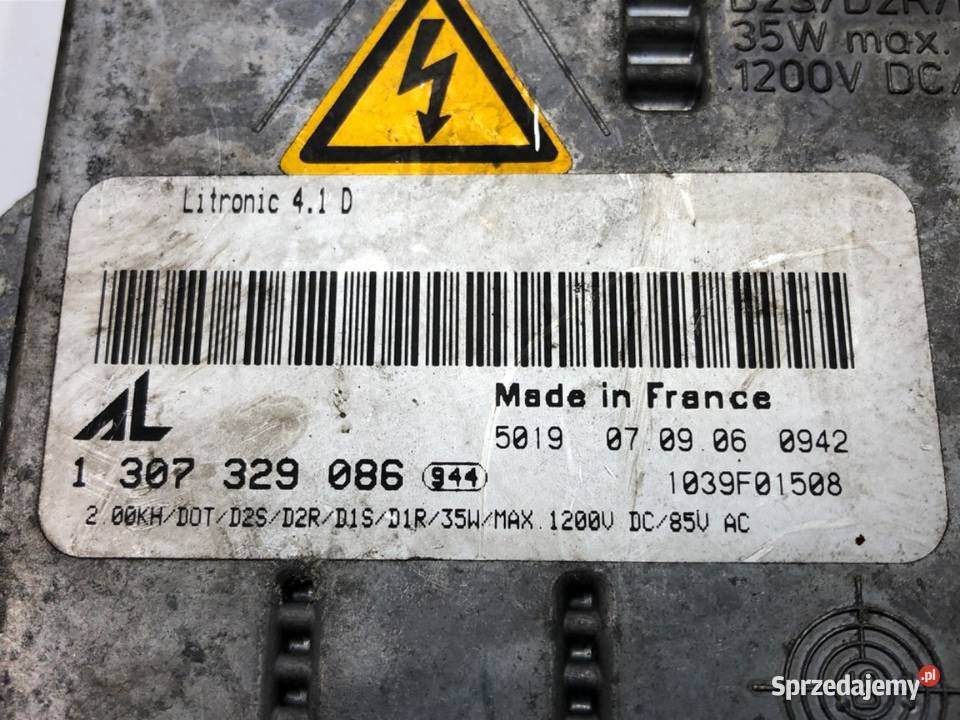 D2S/D2R/
35W max.
.1200V DC/
Litronic 4.1 D
AL
Made in France
5019 07.09.06 0942
1 307 329 086 944
1039F01508
2.00KH/DOT/D2S/D2R/D1S/D1R/35W/MAX.1200V DC/85V AC
Sprzedajemy.pl